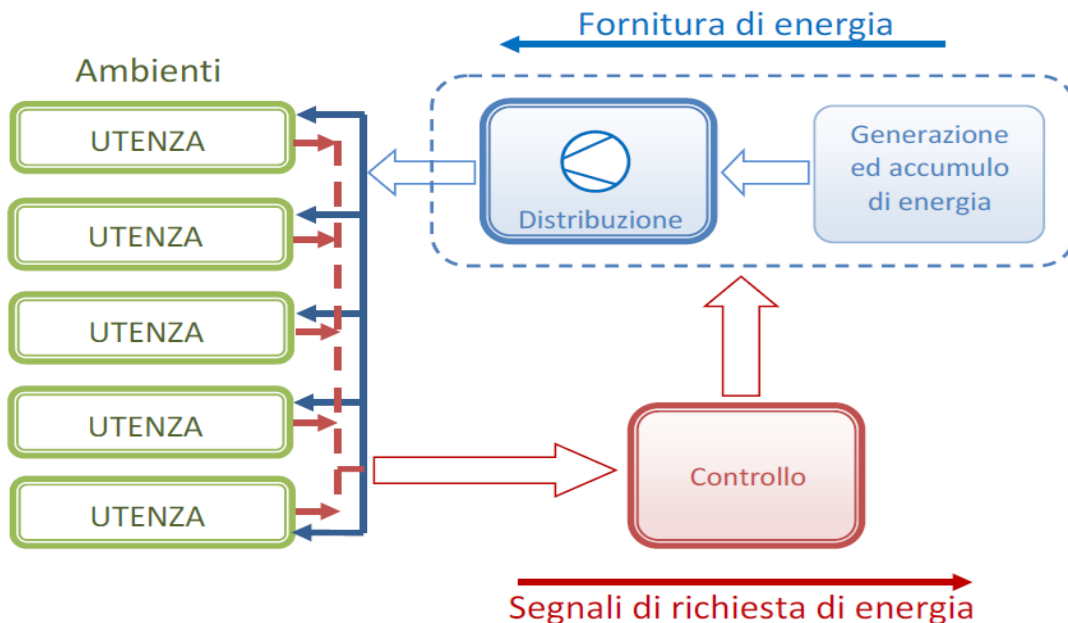 Fornitura di energia
Ambienti
UTENZA
UTENZA
UTENZA
UTENZA
UTENZA
Distribuzione
Generazione
ed accumulo
di energia
Controllo
Segnali di richiesta di energia